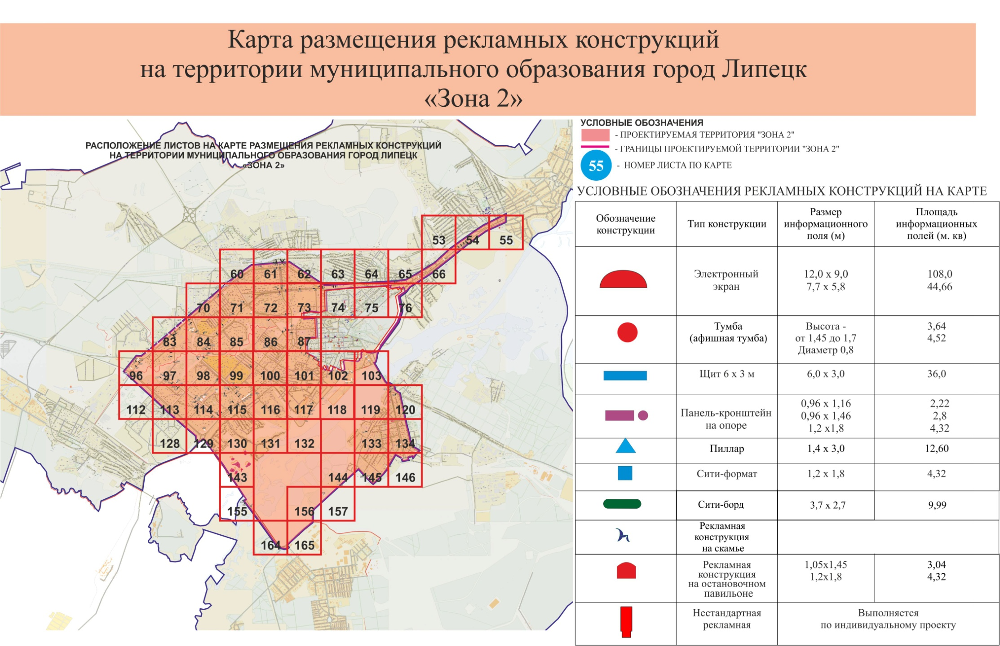 Карта размещения рекламных конструкций
на территории муниципального образования город Липецк
«Зона 2»
РАСПОЛОЖЕНИЕ ЛИСТОВ НА КАРТЕ РАЗМЕЩЕНИЯ РЕКЛАМНЫХ КОНСТРУКЦИЙ
НА ТЕРРИТОРИИ МУНИЦИПАЛЬНОГО ОБРАЗОВАНИЯ ГОРОД ЛИПЕЦК
«ЗОНА 2»
53 54 55
60 61 62 63 64 65 66
6
70 71 72 73 74 75 76
83 84 85 86 87
96 97 98 99 100 101 102 103
112 113 114 115 116 117 118 119 120
128 129 130 131 132 133 134
143 144 145 146
155 156 157
164 165
УСЛОВНЫЕ ОБОЗНАЧЕНИЯ
- ПРОЕКТИРУЕМАЯ ТЕРРИТОРИЯ "ЗОНА 2"
- ГРАНИЦЫ ПРОЕКТИРУЕМОЙ ТЕРРИТОРИИ "ЗОНА 2"
55 - НОМЕР ЛИСТА ПО КАРТЕ
УСЛОВНЫЕ ОБОЗНАЧЕНИЯ РЕКЛАМНЫХ КОНСТРУКЦИЙ НА КАРТЕ
Обозначение
конструкции
Тип конструкции
Размер
информационного
поля (м)
Площадь
информационных
полей (м. кв)
Электронный
экран
12,0 х 9,0
7,7 х 5,8
108,0
44,66
Тумба
(афишная тумба)
Высота -
от 1,45 до 1,7
Диаметр 0,8
3,64
4,52
Щит 6 х 3 м
6,0 х 3,0
36,0
Панель-кронштейн
на опоре
0,96 х 1,16
0,96 х 1,46
1,2 х1,8
2,22
2,8
4,32
Пиллар
1,4 х 3,0
12,60
Сити-формат
1,2 х 1,8
4,32
Сити-борд
3,7 х 2,7
9,99
Рекламная
конструкция
на скамье
Рекламная
конструкция
на остановочном
павильоне
1,05х1,45
1,2х1,8
3,04
4,32
Нестандартная
рекламная
Выполняется
по индивидуальному проекту